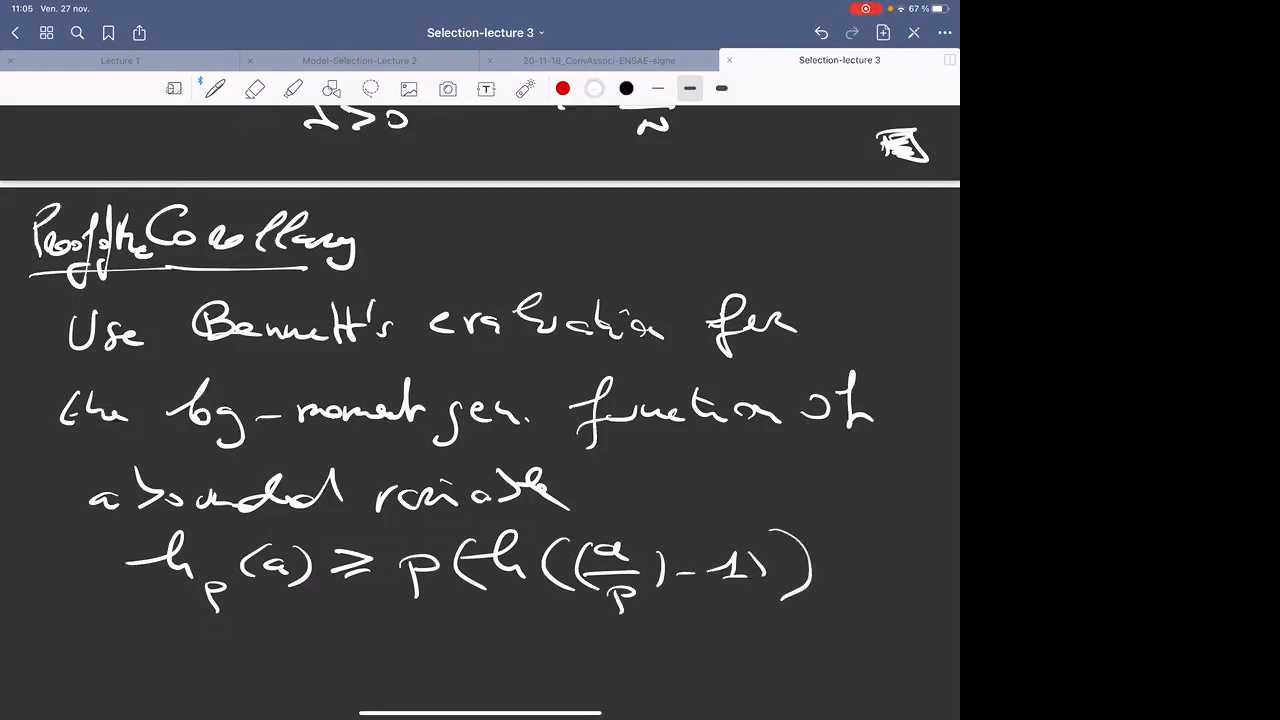 11:05 Ven. 27 nov.
67 %
Selection-lecture 3
Lecture 1
Model-Selection-Lecture 2
20-11-18_ConvAssoci-ENSAE-signe
Selection-lecture 3
λ > 0
N
Proof of the Corollary
Use Bennett's evaluation for
the log-moment gen. function of
a bounded variable
h_p (a) ⩾ p(h((a/p) - 1))